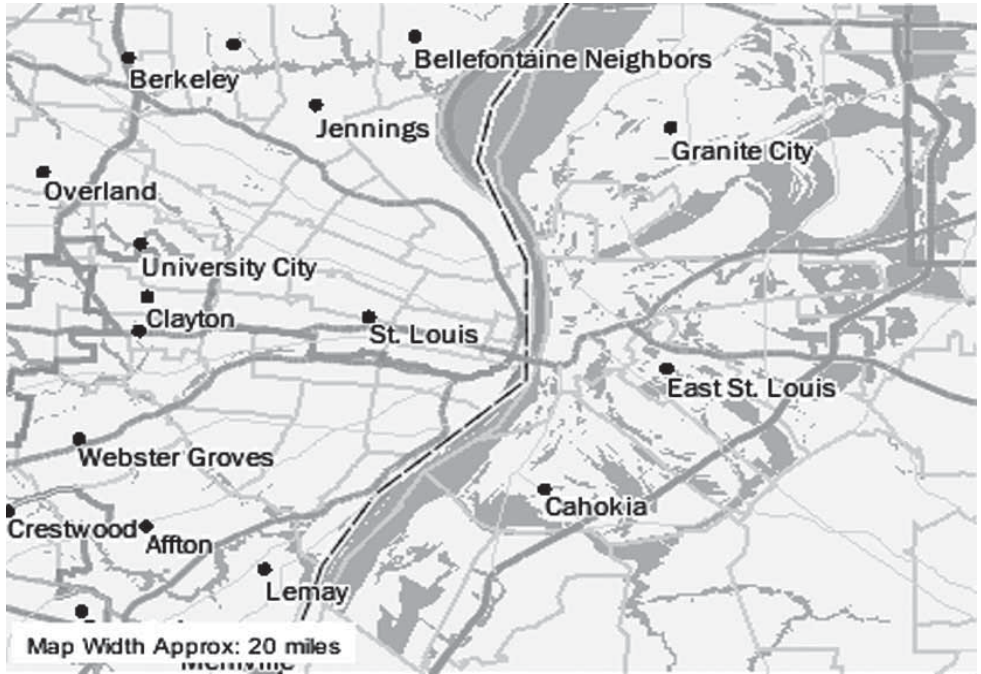 Bellefontaine Neighbors
Berkeley
Jennings
Granite City
Overland
University City
Clayton
St. Louis
East St. Louis
Webster Groves
Cahokia
Crestwood
Affton
Lemay
Map Width Approx: 20 miles